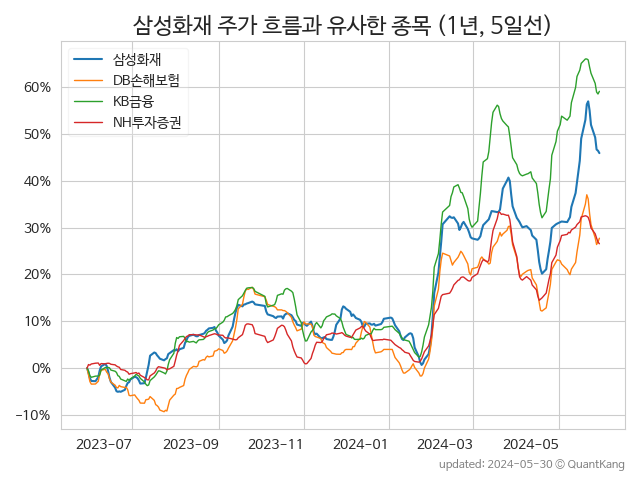 삼성화재 주가 흐름과 유사한 종목 (1년, 5일선)
삼성화재
DB손해보험
KB금융
NH투자증권
60%
50%
40%
30%
20%
10%
0%
−10%
2023-07
2023-09
2023-11
2024-01
2024-03
2024-05
updated: 2024-05-30 © QuantKang